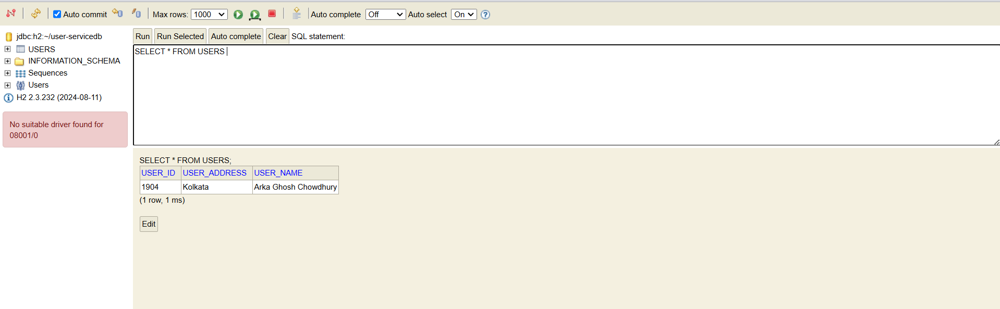 Auto commit Max rows: 1000 Auto complete Off Auto select On ?
jdbc:h2:~/user-servicedb
USERS
INFORMATION_SCHEMA
Sequences
Users
H2 2.3.232 (2024-08-11)
No suitable driver found for
08001/0
Run Run Selected Auto complete Clear SQL statement:
SELECT * FROM USERS
SELECT * FROM USERS;
USER_ID USER_ADDRESS USER_NAME
1904 Kolkata Arka Ghosh Chowdhury
(1 row, 1 ms)
Edit